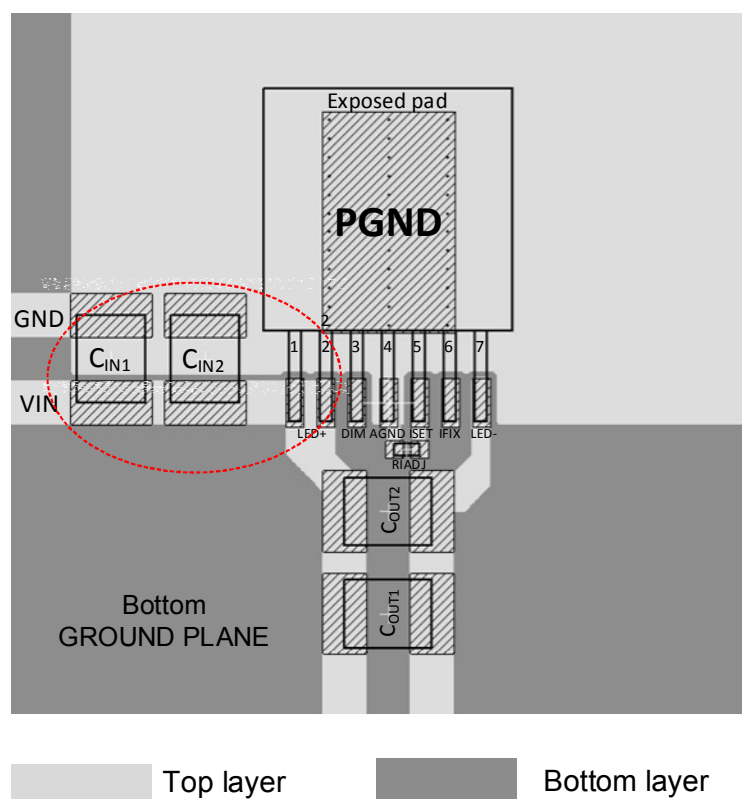 Exposed pad
PGND
2
GND
CIN1
CIN2
1 2 3 4 5 6 7
VIN
LED+ DIM AGND ISET IFIX LED-
RIADJ
COUT2
COUT1
Bottom
GROUND PLANE
Top layer
Bottom layer